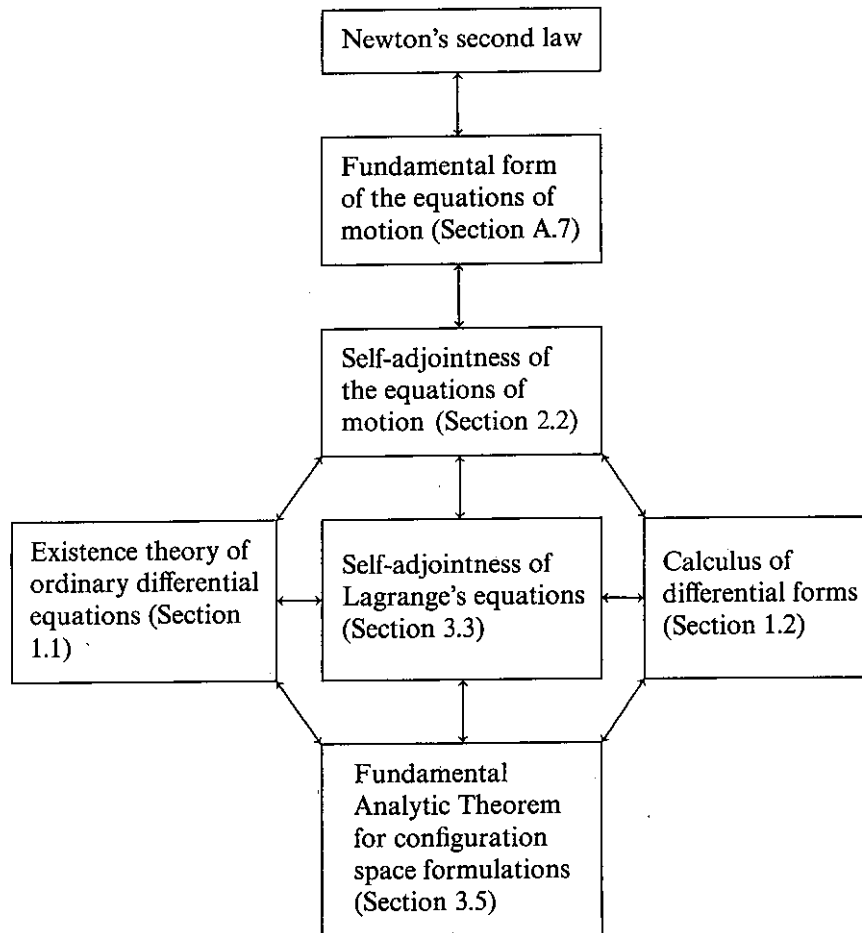 Newton's second law
Fundamental form
of the equations of
motion (Section A.7)
Self-adjointness of
the equations of
motion (Section 2.2)
Existence theory of
ordinary differential
equations (Section
1.1)
Self-adjointness of
Lagrange's equations
(Section 3.3)
Calculus of
differential forms
(Section 1.2)
Fundamental
Analytic Theorem
for configuration
space formulations
(Section 3.5)